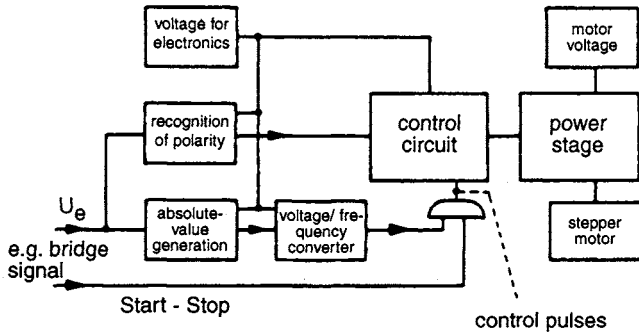 voltage for
electronics
motor
voltage
recognition
of polarity
control
circuit
power
stage
U_e
absolute-
value
generation
voltage/ fre-
quency
converter
stepper
motor
e.g. bridge
signal
Start - Stop
control pulses